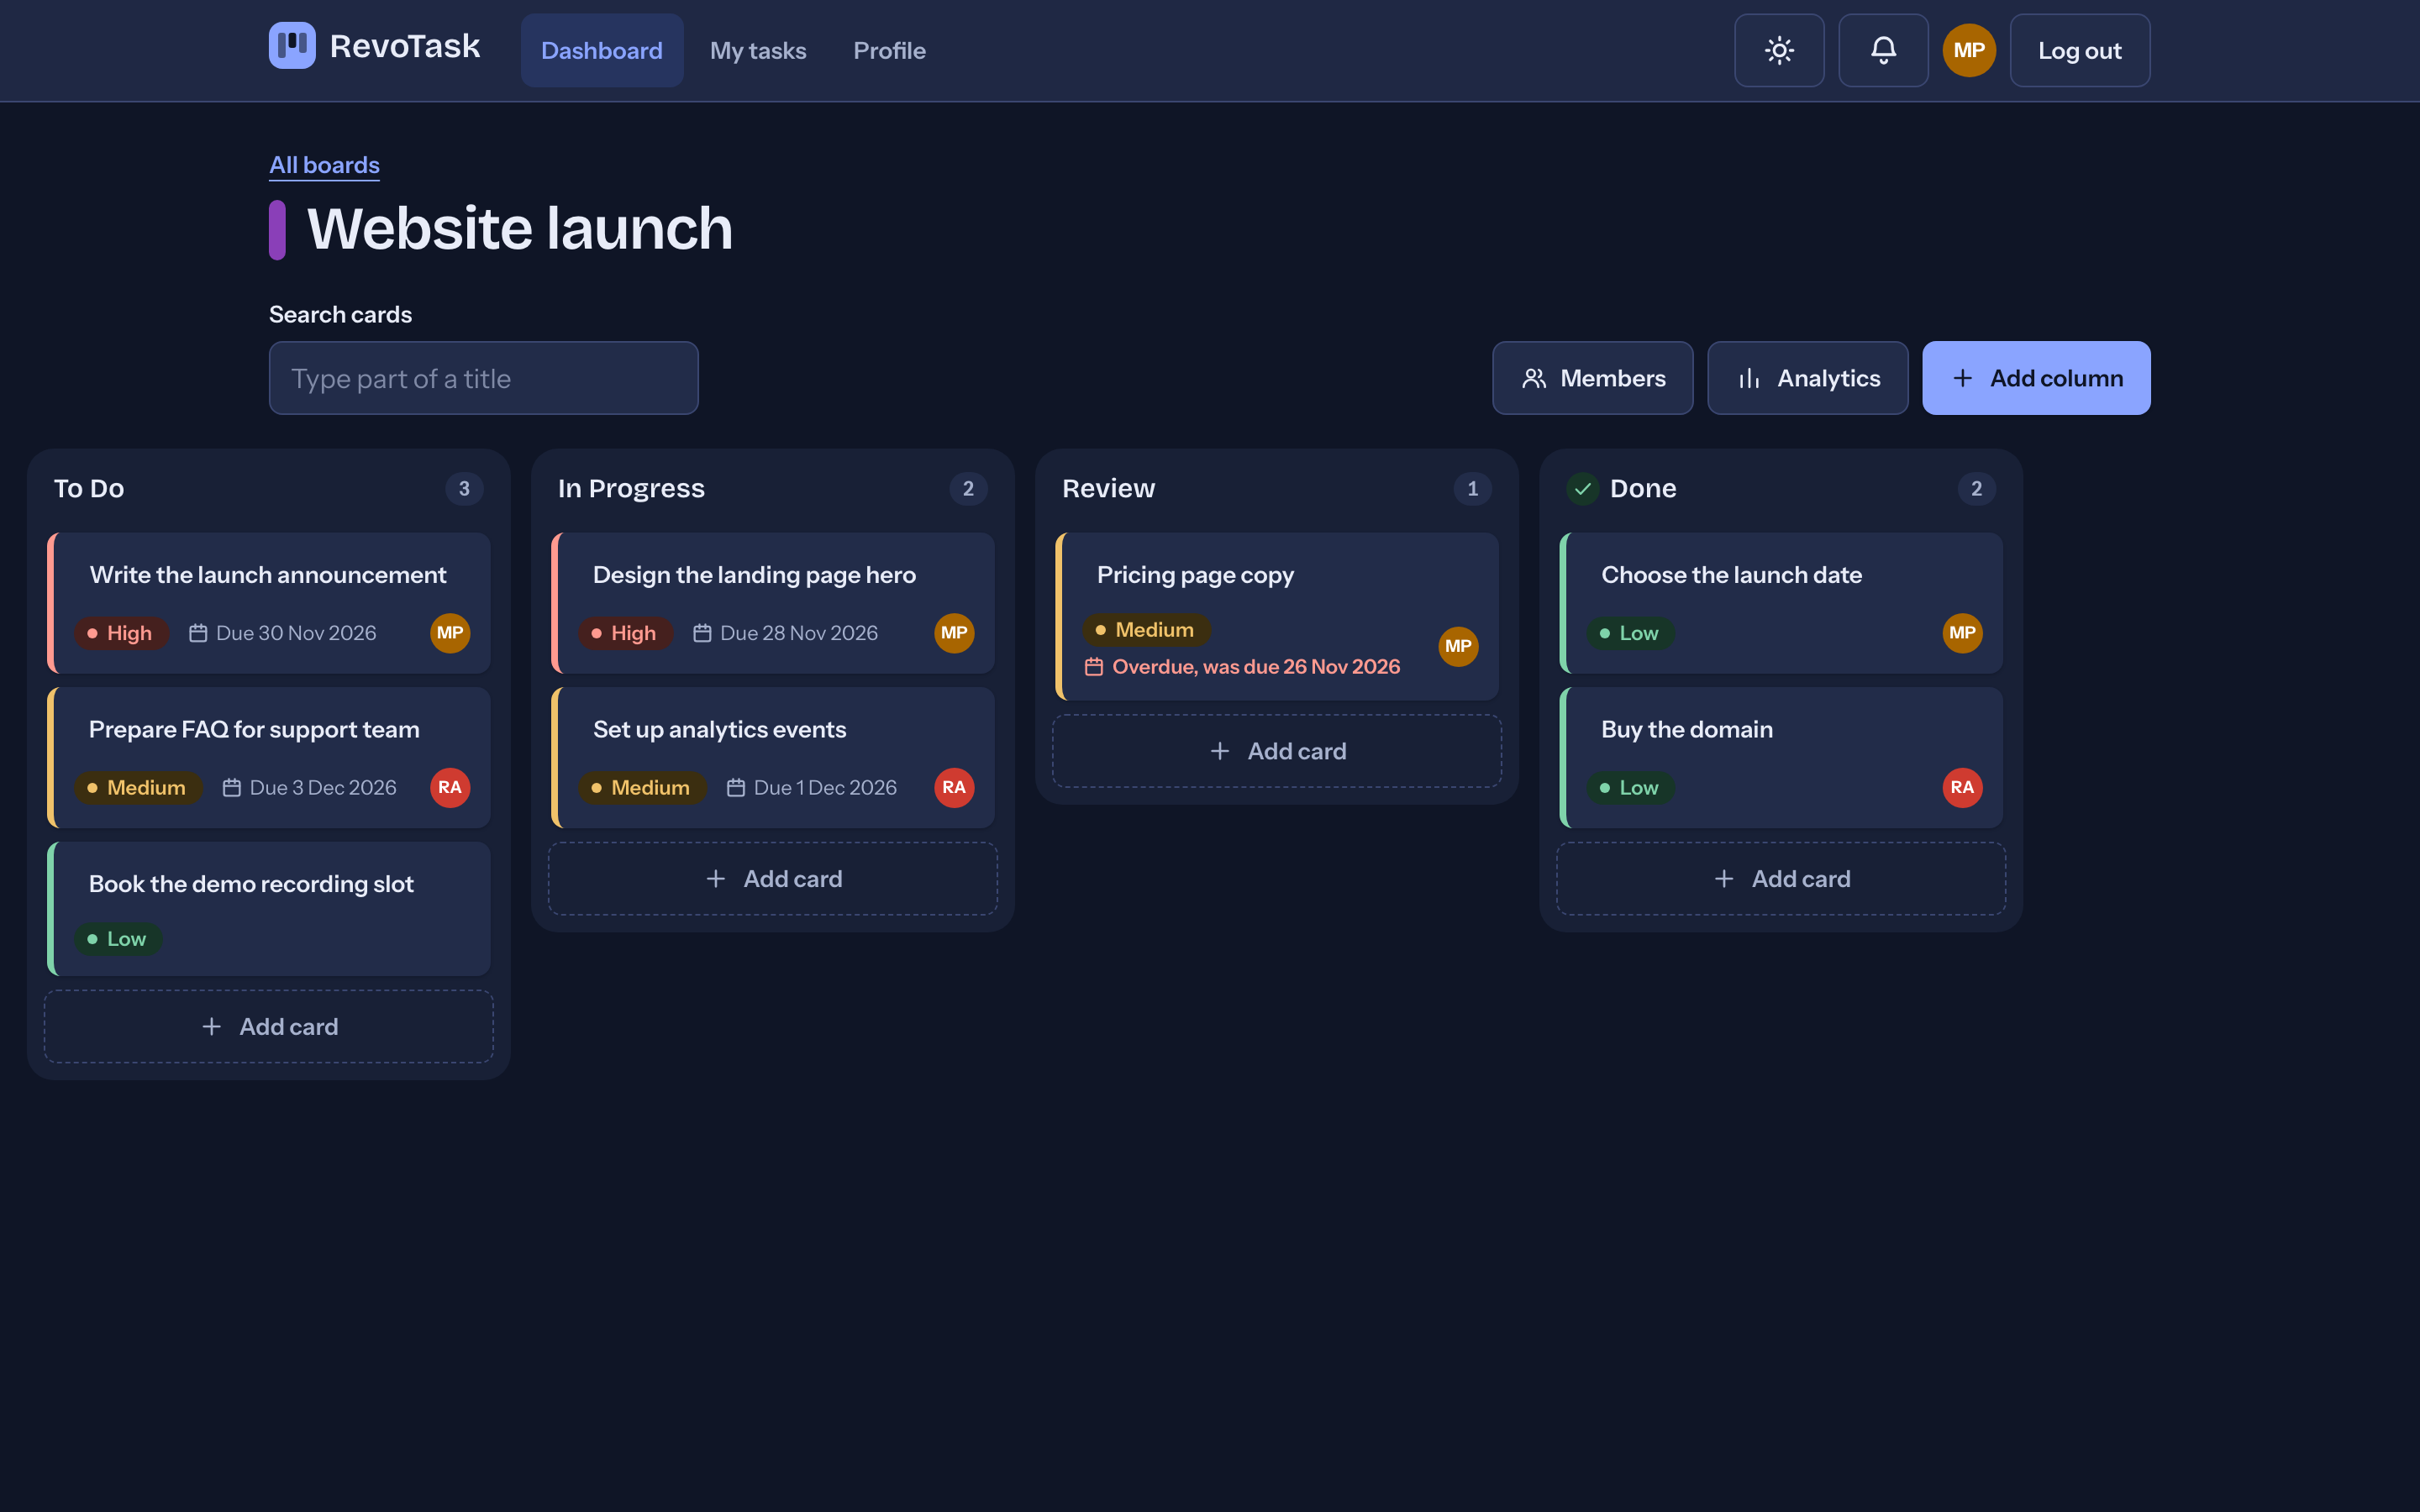 RevoTask
Dashboard
My tasks
Profile
MP
Log out
All boards
Website launch
Search cards
Type part of a title
Members
Analytics
Add column
To Do
3
Write the launch announcement
High
Due 30 Nov 2026
MP
Prepare FAQ for support team
Medium
Due 3 Dec 2026
RA
Book the demo recording slot
Low
Add card
In Progress
2
Design the landing page hero
High
Due 28 Nov 2026
MP
Set up analytics events
Medium
Due 1 Dec 2026
RA
Add card
Review
1
Pricing page copy
Medium
Overdue, was due 26 Nov 2026
MP
Add card
Done
2
Choose the launch date
Low
MP
Buy the domain
Low
RA
Add card